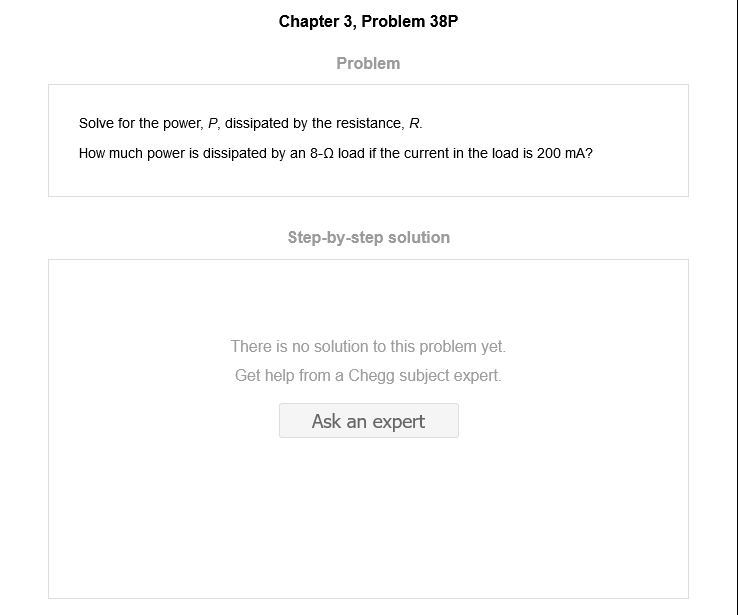 Chapter 3, Problem 38P
Problem
Solve for the power, P, dissipated by the resistance, R.
How much power is dissipated by an 8-Ω load if the current in the load is 200 mA?
Step-by-step solution
There is no solution to this problem yet.
Get help from a Chegg subject expert.
Ask an expert